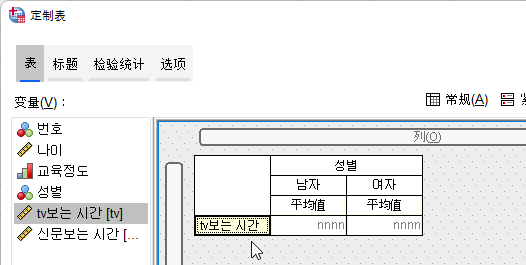 定制表
表 标题 检验统计 选项
变量(V)：
常规(A)
번호
나이
교육정도
성별
tv보는 시간 [tv]
신문보는 시간 [...
列(O)
성별
남자 여자
平均值 平均值
tv보는 시간 nnnn nnnn